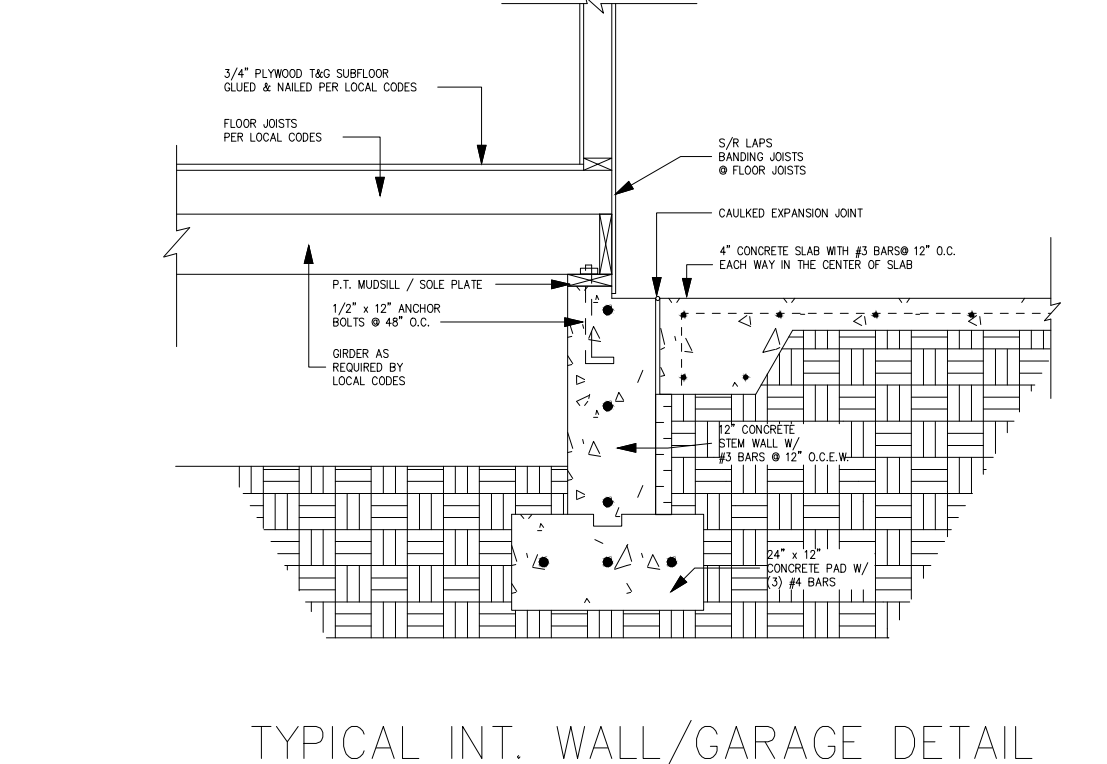 3/4" PLYWOOD T&G SUBFLOOR
GLUED & NAILED PER LOCAL CODES
FLOOR JOISTS
PER LOCAL CODES
S/R LAPS
BANDING JOISTS
@ FLOOR JOISTS
CAULKED EXPANSION JOINT
4" CONCRETE SLAB WITH #3 BARS@ 12" O.C.
EACH WAY IN THE CENTER OF SLAB
P.T. MUDSILL / SOLE PLATE
1/2" x 12" ANCHOR
BOLTS @ 48" O.C.
GIRDER AS
REQUIRED BY
LOCAL CODES
12" CONCRETE
STEM WALL W/
#3 BARS @ 12" O.C.E.W.
24" x 12"
CONCRETE PAD W/
(3) #4 BARS
TYPICAL INT. WALL/GARAGE DETAIL